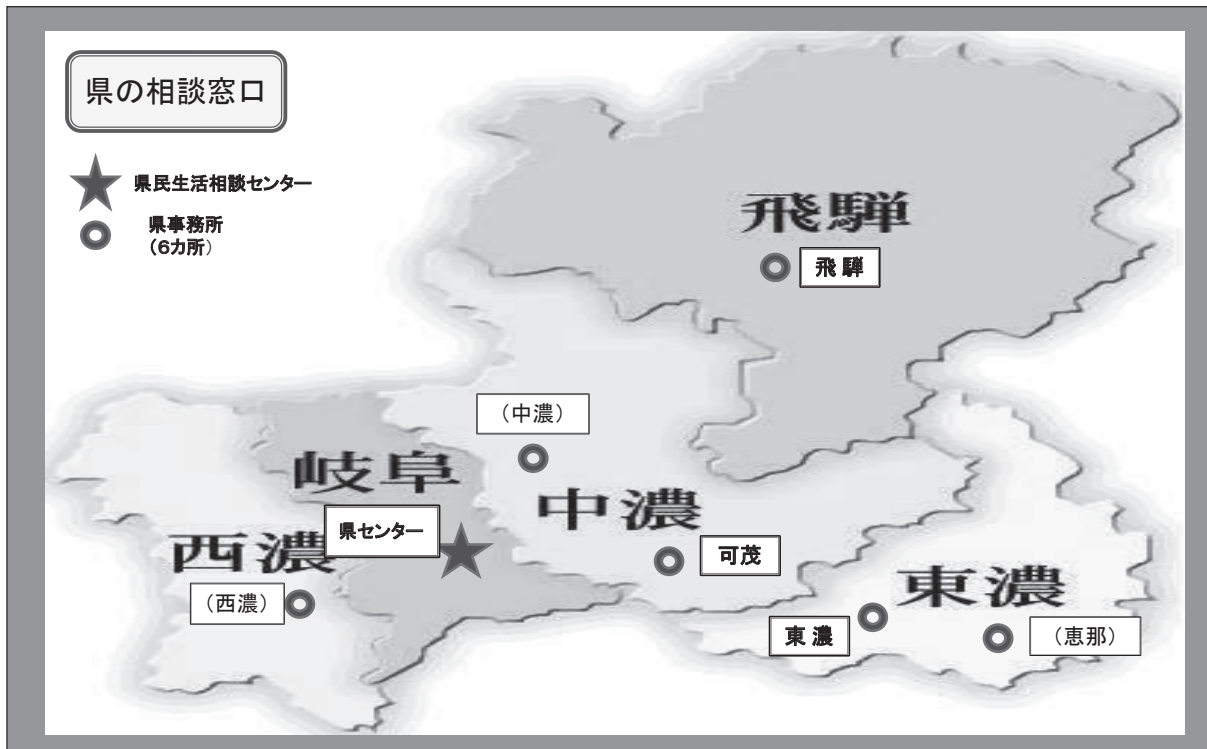 県の相談窓口
県民生活相談センター
県事務所
（6カ所）
飛騨
飛騨
（中濃）
岐阜
中濃
県センター
西濃
可茂
東濃
（西濃）
東濃
（恵那）